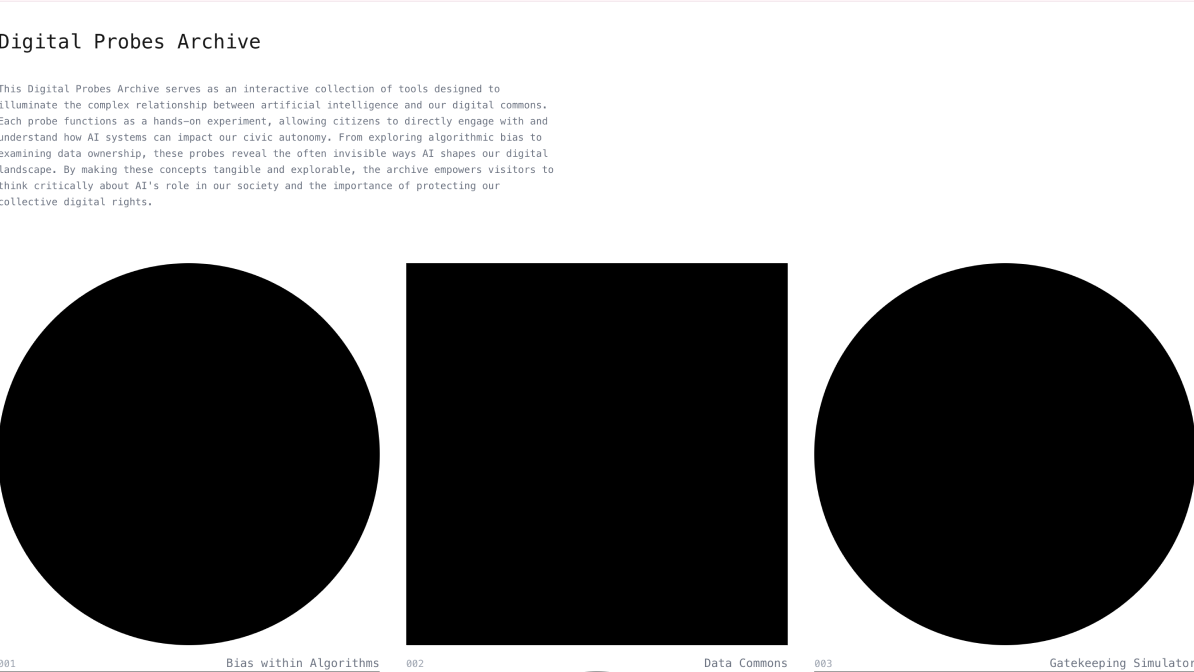 Digital Probes Archive
This Digital Probes Archive serves as an interactive collection of tools designed to
illuminate the complex relationship between artificial intelligence and our digital commons.
Each probe functions as a hands-on experiment, allowing citizens to directly engage with and
understand how AI systems can impact our civic autonomy. From exploring algorithmic bias to
examining data ownership, these probes reveal the often invisible ways AI shapes our digital
landscape. By making these concepts tangible and explorable, the archive empowers visitors to
think critically about AI's role in our society and the importance of protecting our
collective digital rights.
001 Bias within Algorithms
002 Data Commons
003 Gatekeeping Simulator